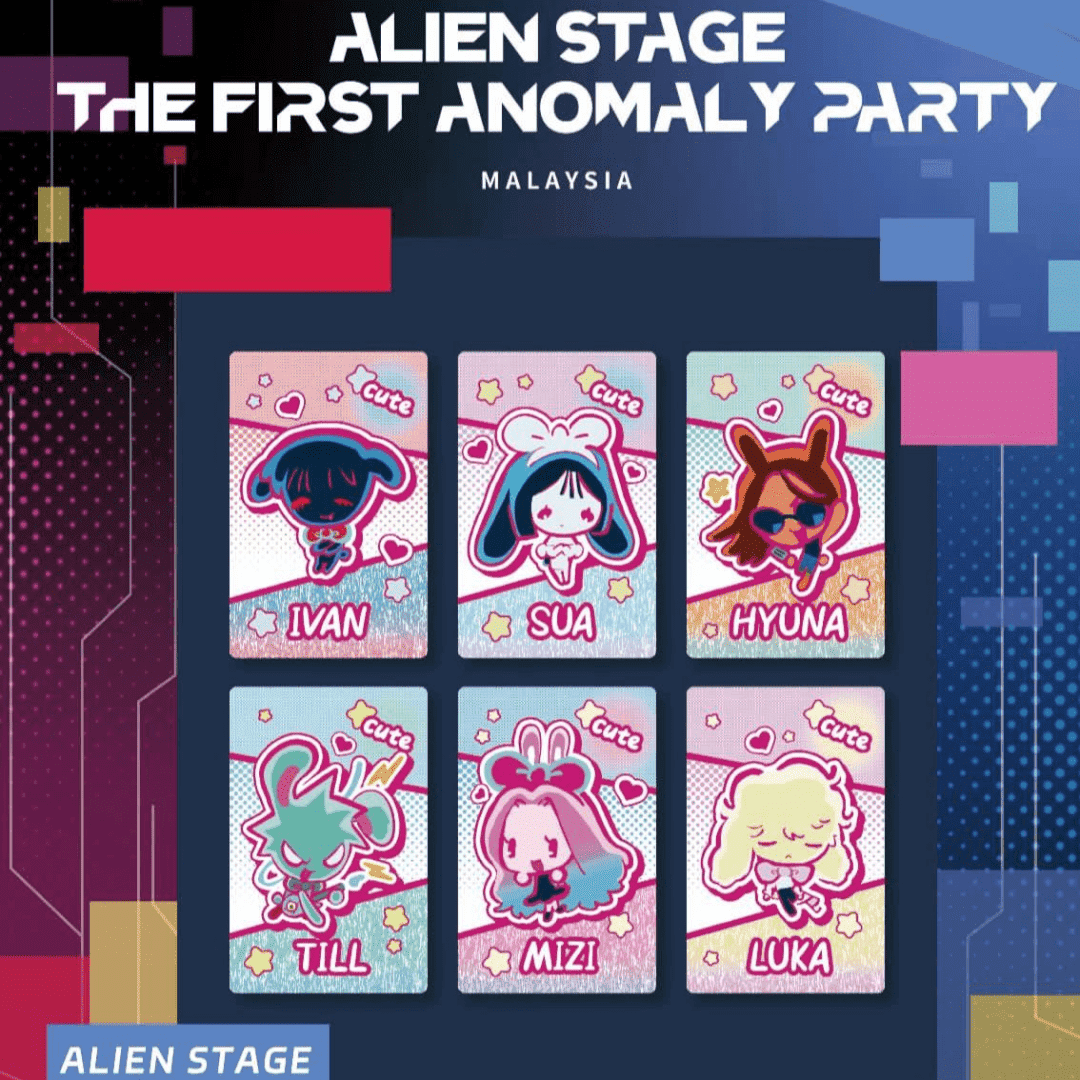 ALIEN STAGE
THE FIRST ANOMALY PARTY
MALAYSIA
cute
cute
cute
IVAN
SUA
HYUNA
cute
cute
cute
TILL
MIZI
LUKA
ALIEN STAGE